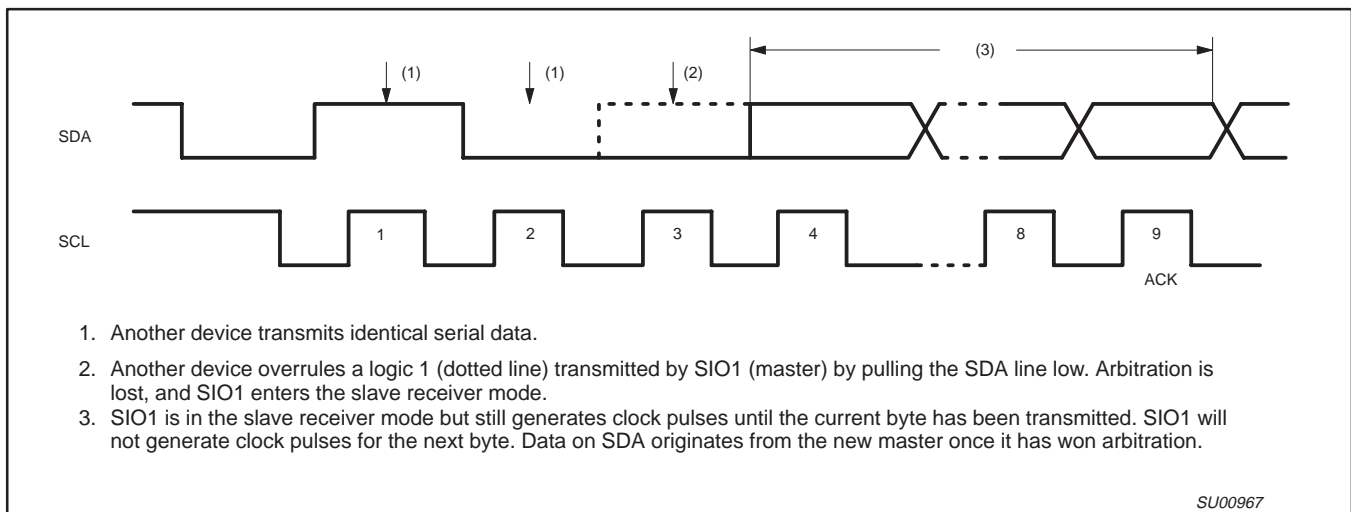 (3)
(1) (1) (2)
SDA
SCL
1 2 3 4 8 9
ACK
1. Another device transmits identical serial data.
2. Another device overrules a logic 1 (dotted line) transmitted by SIO1 (master) by pulling the SDA line low. Arbitration is
lost, and SIO1 enters the slave receiver mode.
3. SIO1 is in the slave receiver mode but still generates clock pulses until the current byte has been transmitted. SIO1 will
not generate clock pulses for the next byte. Data on SDA originates from the new master once it has won arbitration.
SU00967